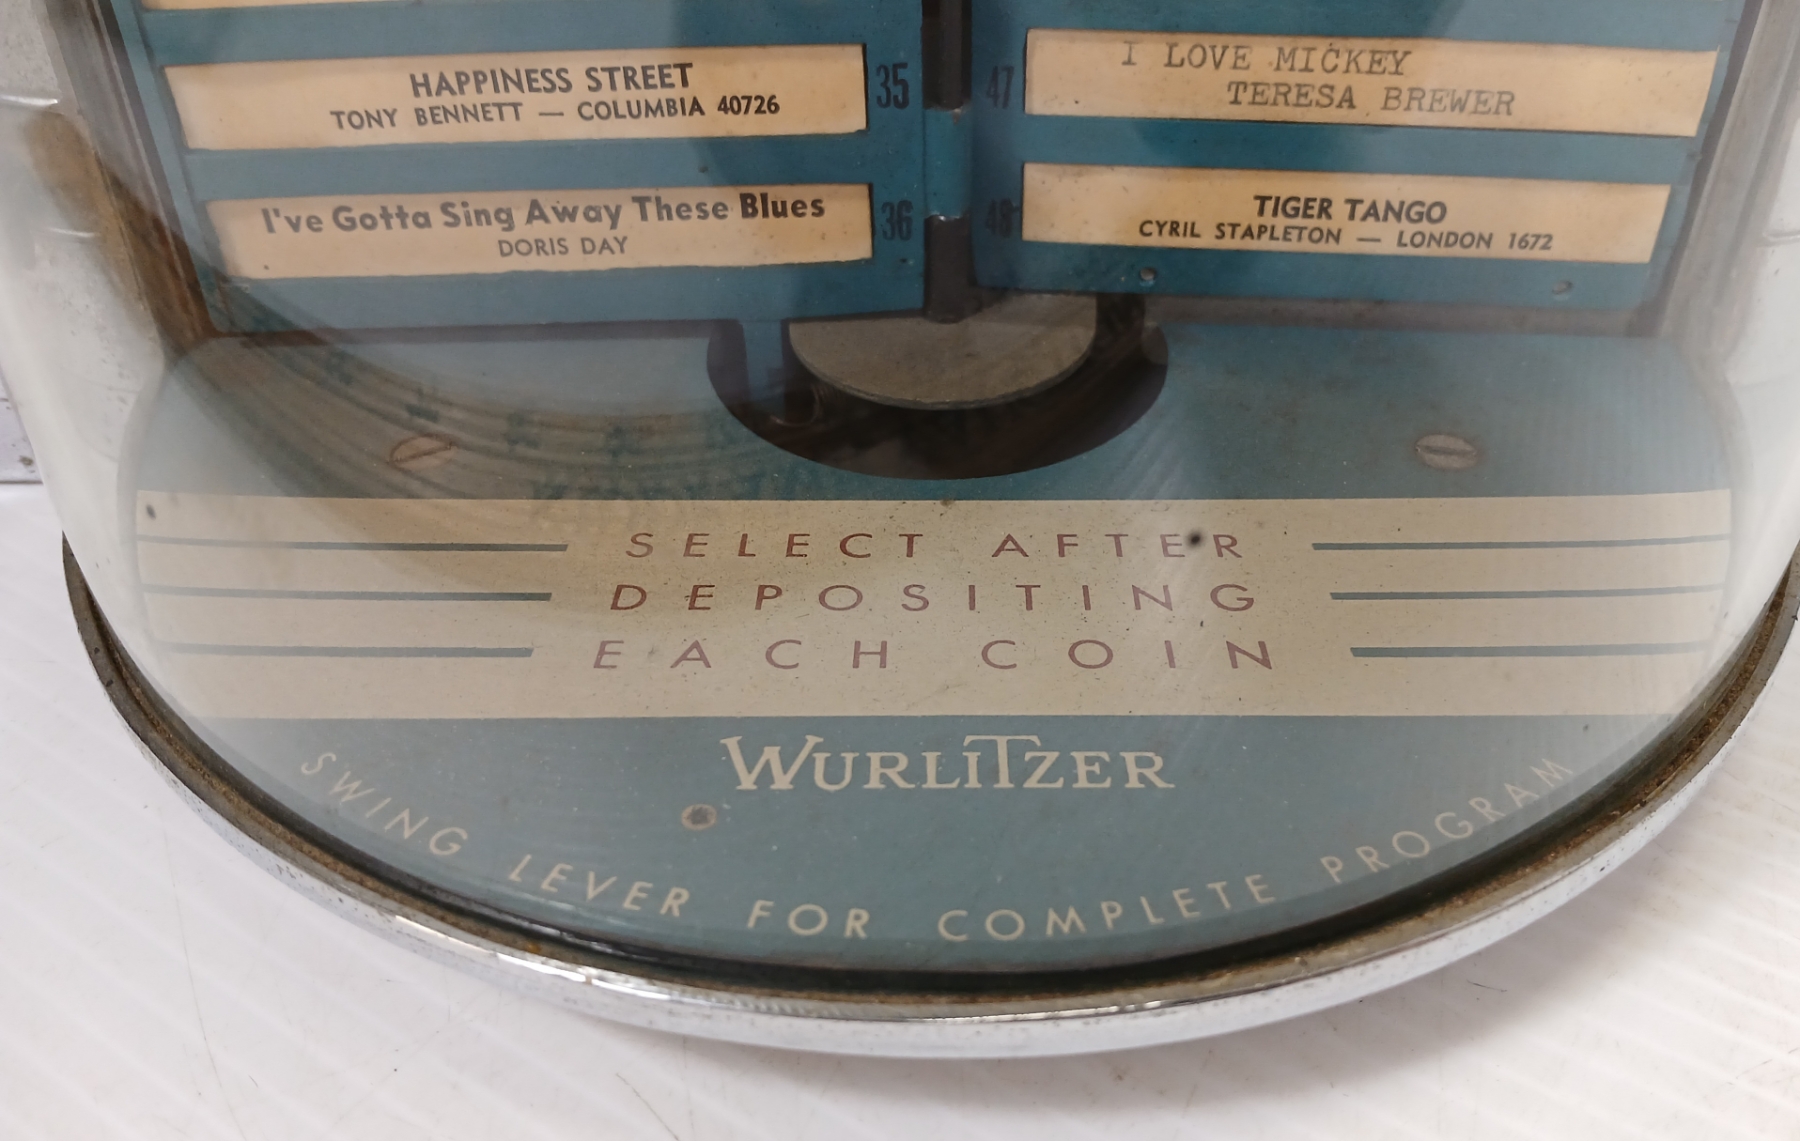 HAPPINESS STREET
TONY BENNETT — COLUMBIA 40726
35
I've Gotta Sing Away These Blues
DORIS DAY
36
47
I LOVE MICKEY
TERESA BREWER
48
TIGER TANGO
CYRIL STAPLETON — LONDON 1672
SELECT AFTER
DEPOSITING
EACH COIN
WURLITZER
SWING LEVER FOR COMPLETE PROGRAM